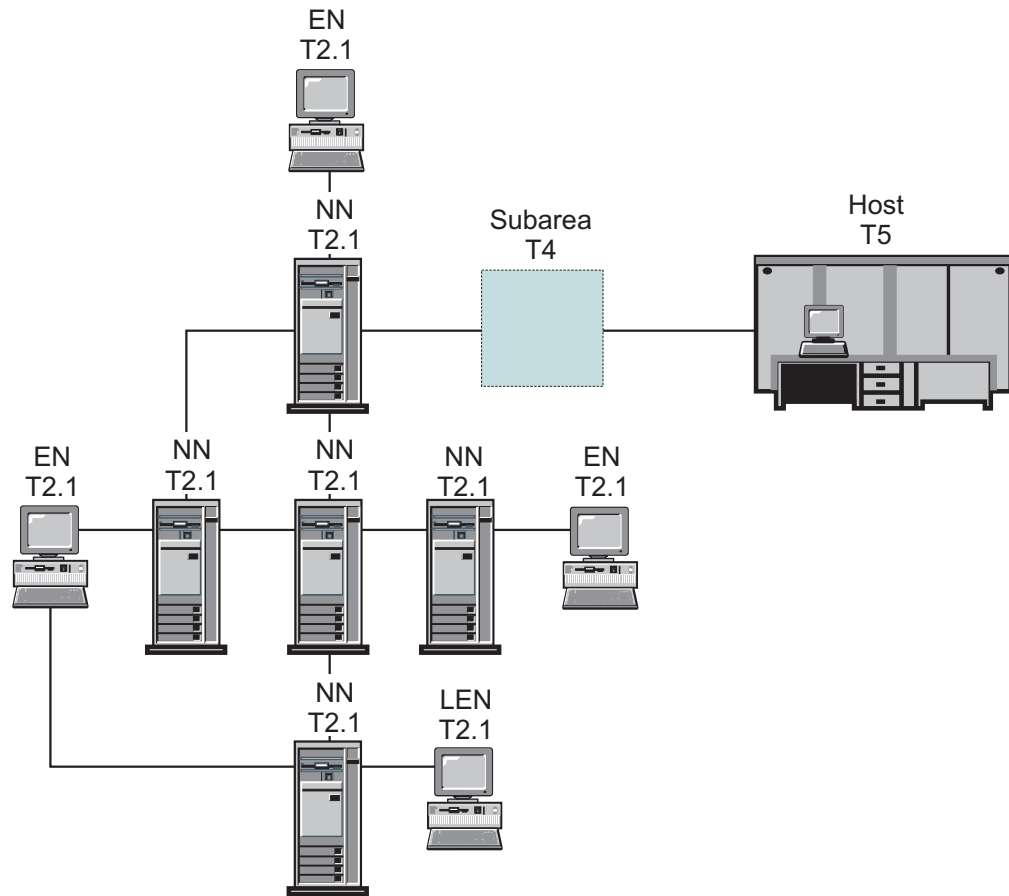 EN
T2.1
NN
T2.1
Subarea
T4
Host
T5
EN
T2.1
NN
T2.1
NN
T2.1
NN
T2.1
EN
T2.1
NN
T2.1
LEN
T2.1